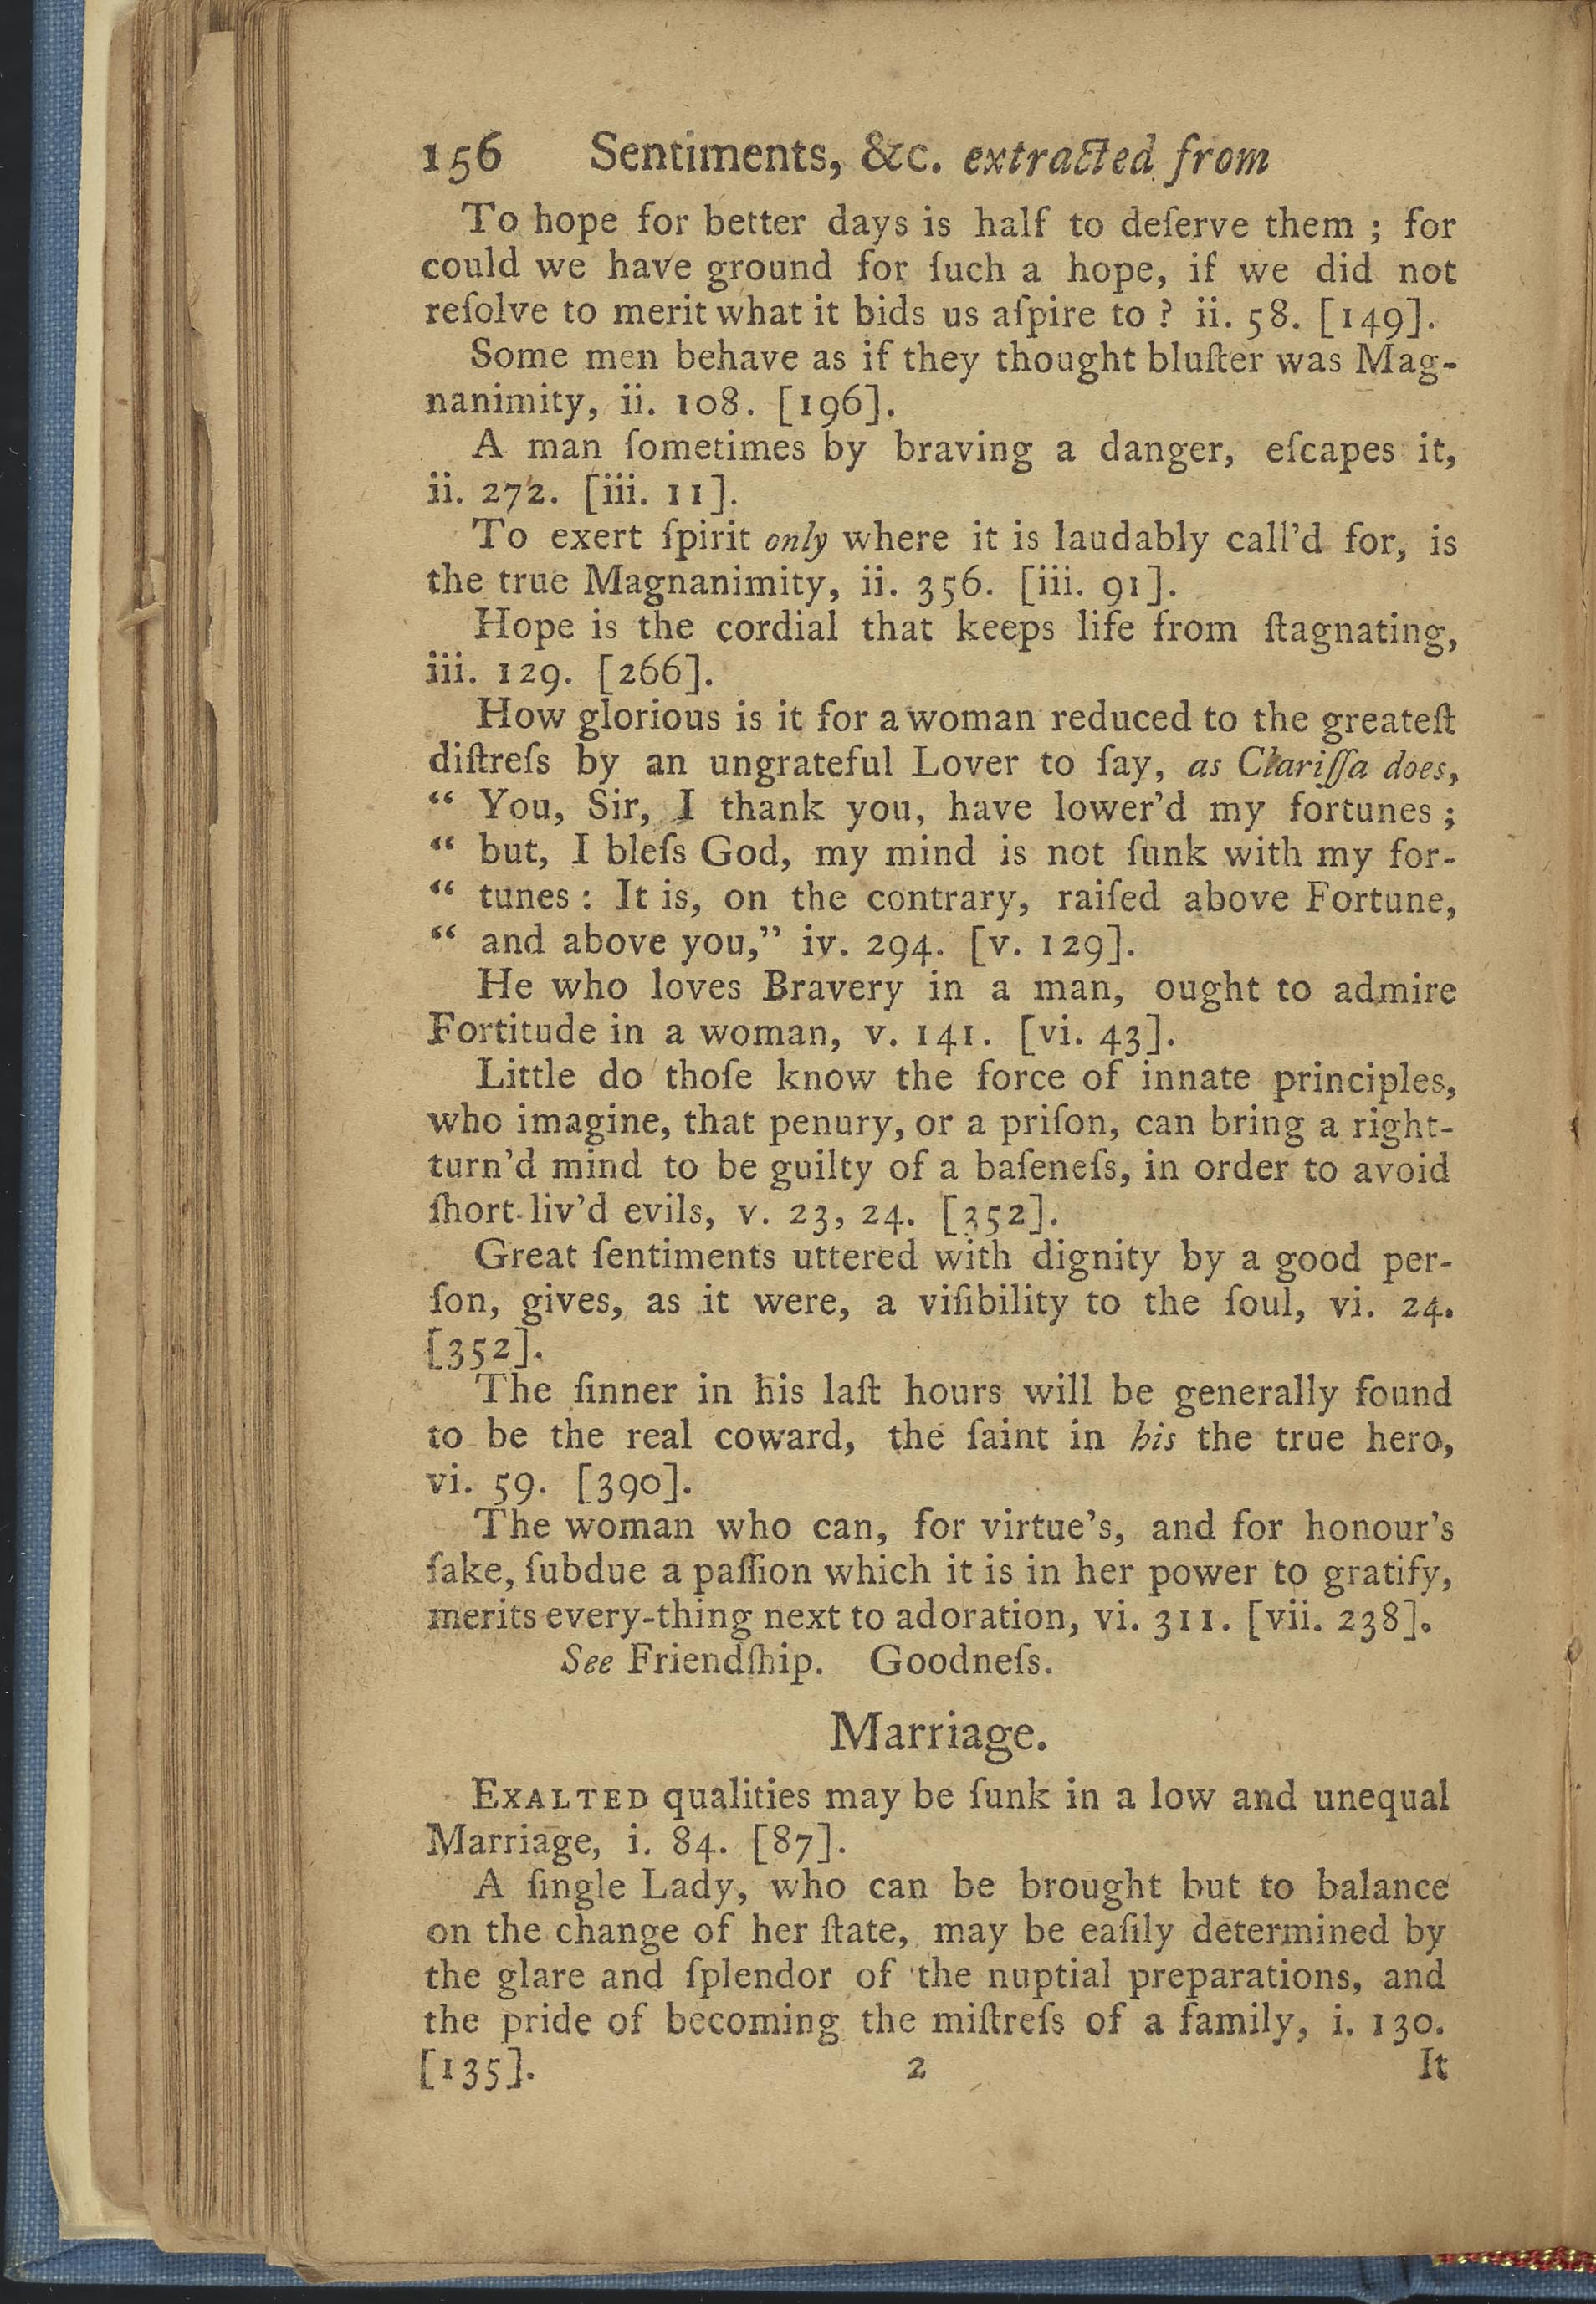 156 Sentiments, &c. extracted from
To hope for better days is half to deſerve them ; for
could we have ground for ſuch a hope, if we did not
reſolve to merit what it bids us aſpire to ? ii. 58. [149].
Some men behave as if they thought bluſter was Mag-
nanimity, ii. 108. [196].
A man ſometimes by braving a danger, eſcapes it,
ii. 272. [iii. 11].
To exert ſpirit only where it is laudably call'd for, is
the true Magnanimity, ii. 356. [iii. 91].
Hope is the cordial that keeps life from ſtagnating,
iii. 129. [266].
How glorious is it for a woman reduced to the greateſt
diſtreſs by an ungrateful Lover to ſay, as Clariſſa does,
“ You, Sir, I thank you, have lower'd my fortunes ;
“ but, I bleſs God, my mind is not ſunk with my for-
“ tunes : It is, on the contrary, raiſed above Fortune,
“ and above you,” iv. 294. [v. 129].
He who loves Bravery in a man, ought to admire
Fortitude in a woman, v. 141. [vi. 43].
Little do thoſe know the force of innate principles,
who imagine, that penury, or a priſon, can bring a right-
turn'd mind to be guilty of a baſeneſs, in order to avoid
ſhort-liv'd evils, v. 23, 24. [352].
Great ſentiments uttered with dignity by a good per-
ſon, gives, as it were, a viſibility to the ſoul, vi. 24.
[352].
The ſinner in his laſt hours will be generally found
to be the real coward, the ſaint in his the true hero,
vi. 59. [390].
The woman who can, for virtue's, and for honour's
ſake, ſubdue a paſſion which it is in her power to gratify,
merits every-thing next to adoration, vi. 311. [vii. 238].
See Friendſhip. Goodneſs.
Marriage.
EXALTED qualities may be ſunk in a low and unequal
Marriage, i. 84. [87].
A ſingle Lady, who can be brought but to balance
on the change of her ſtate, may be eaſily determined by
the glare and ſplendor of the nuptial preparations, and
the pride of becoming the miſtreſs of a family, i. 130.
[135]. 2 It